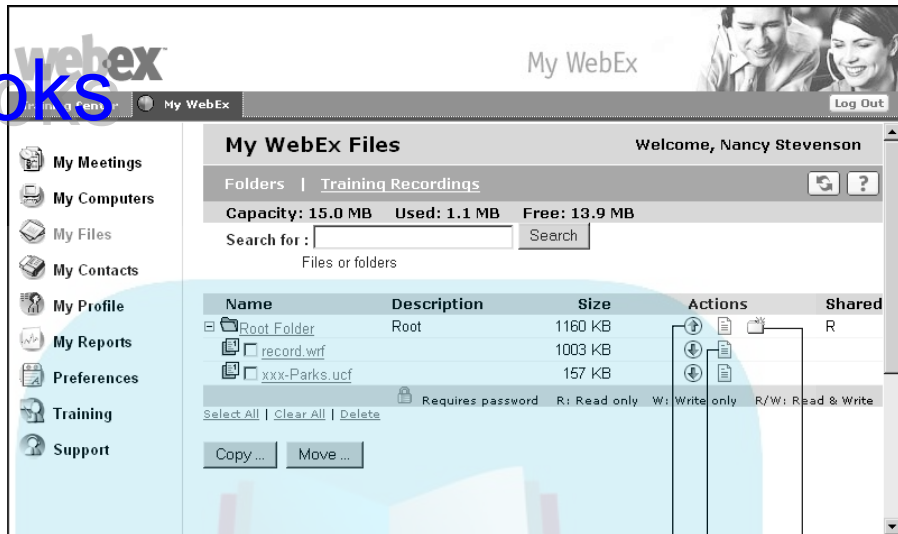 webex
My WebEx
oks
Training Center My WebEx Log Out
My WebEx Files Welcome, Nancy Stevenson
Folders | Training Recordings ?
Capacity: 15.0 MB Used: 1.1 MB Free: 13.9 MB
Search for : Search
Files or folders
My Meetings
My Computers
My Files
My Contacts
My Profile
My Reports
Preferences
Training
Support
Name Description Size Actions Shared
Root Folder Root 1160 KB R
record.wrf 1003 KB
xxx-Parks.ucf 157 KB
Requires password R: Read only W: Write only R/W: Read & Write
Select All | Clear All | Delete
Copy ... Move ...